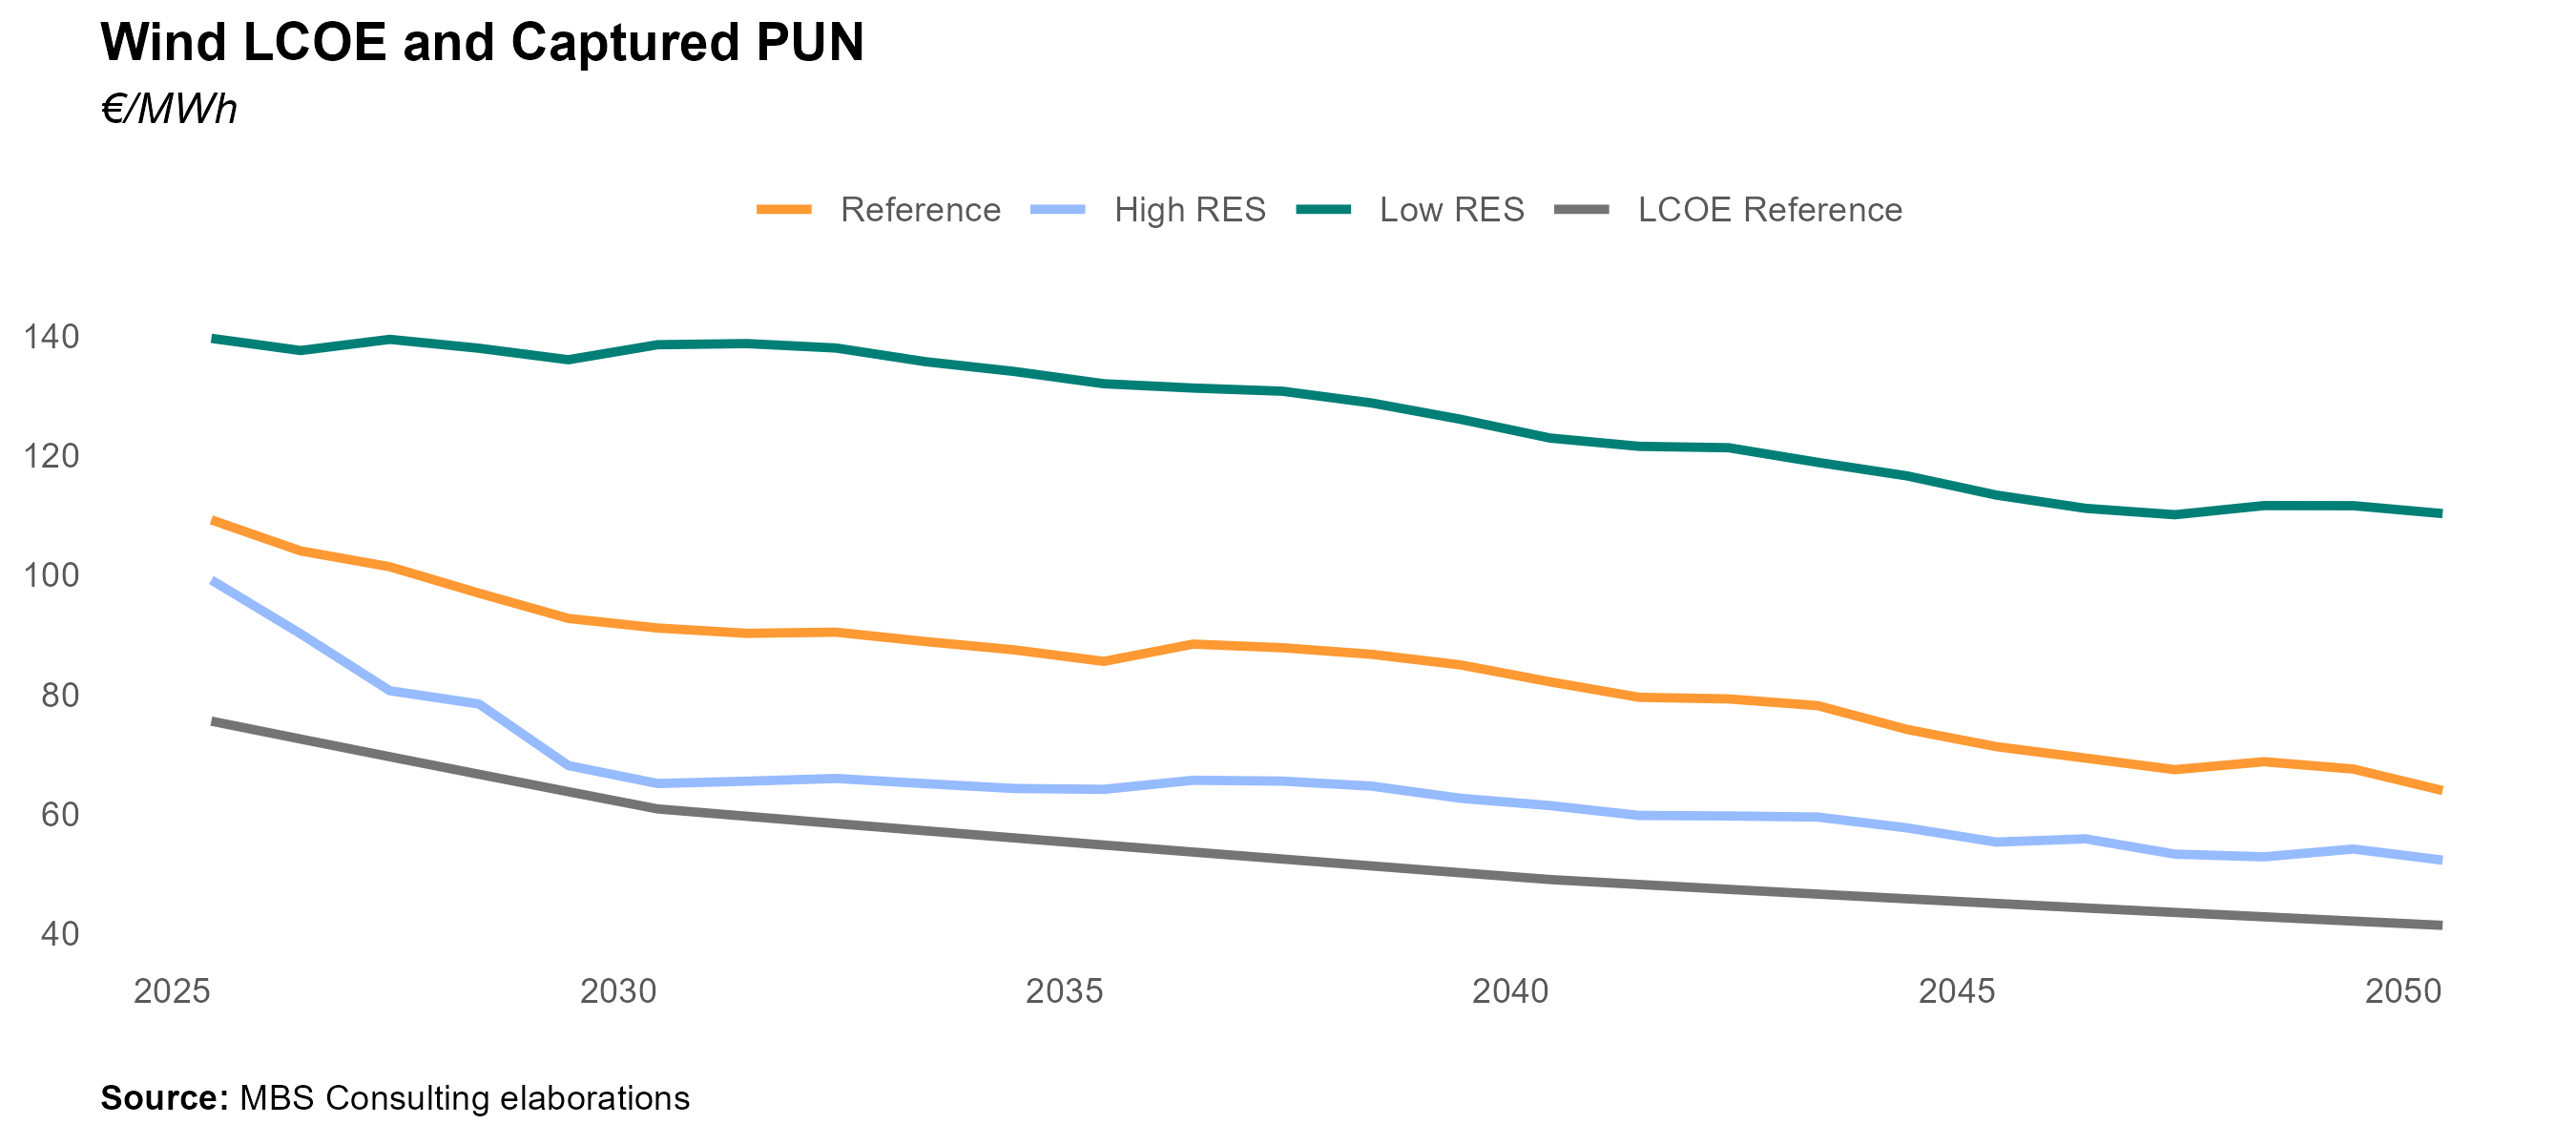 Wind LCOE and Captured PUN
€/MWh
Reference High RES Low RES LCOE Reference
140
120
100
80
60
40
2025 2030 2035 2040 2045 2050
Source: MBS Consulting elaborations